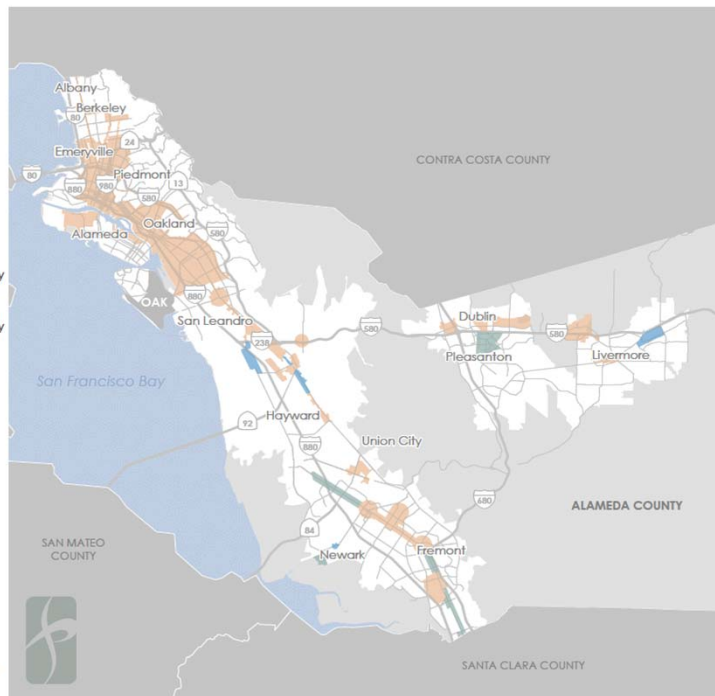 Albany
Berkeley
80
24
Emeryville
CONTRA COSTA COUNTY
80
Piedmont
880
980
13
580
Oakland
Alameda
580
OAK
880
San Leandro
580
Dublin
238
580
Pleasanton
Livermore
San Francisco Bay
Hayward
92
Union City
880
680
ALAMEDA COUNTY
84
SAN MATEO
COUNTY
Newark
Fremont
SANTA CLARA COUNTY